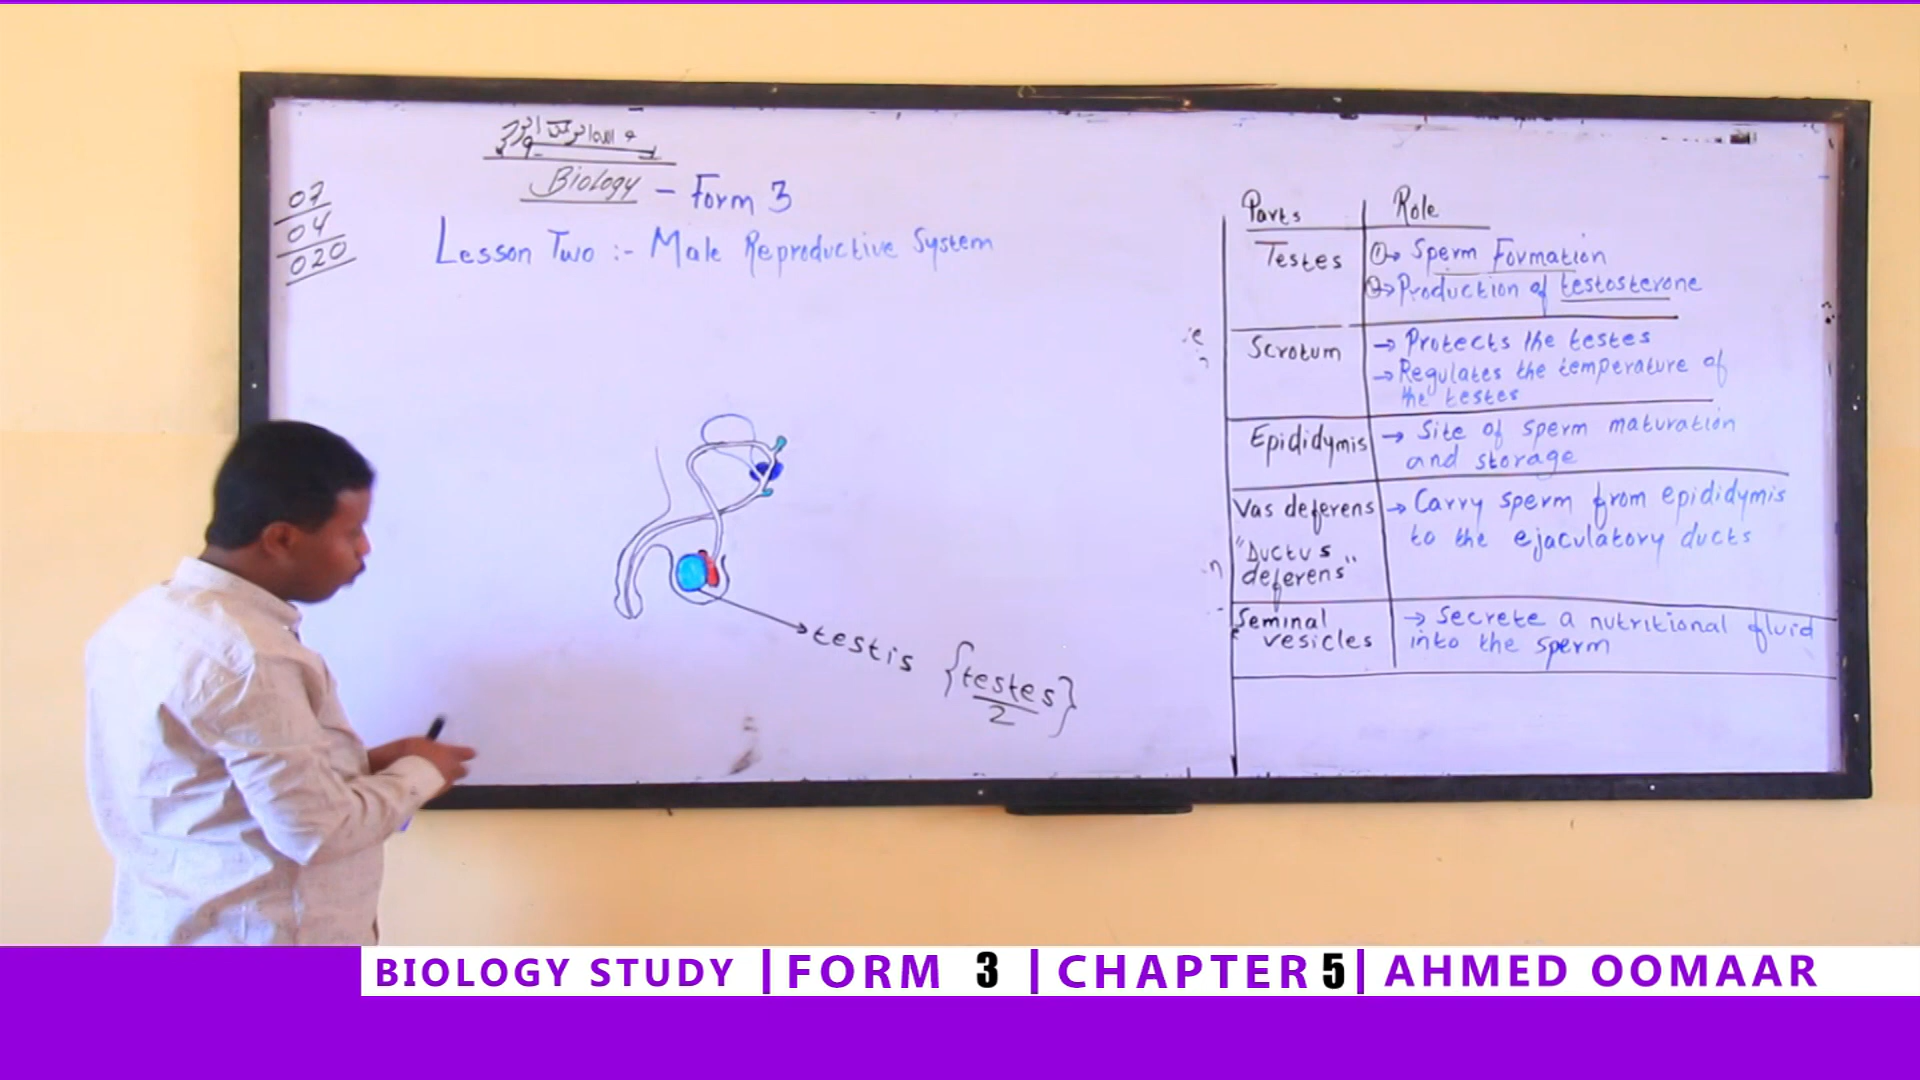 Biology - Form 3
07
04
020
Lesson Two :- Male Reproductive System
testis {testes}
2
Parts Role
Testes ①→ Sperm Formation
②→ Production of testosterone
Scrotum → Protects the testes
→ Regulates the temperature of
the testes
Epididymis → Site of sperm maturation
and storage
Vas deferens → Carry sperm from epididymis
to the ejaculatory ducts
"Ductus
deferens"
Seminal
vesicles → Secrete a nutritional fluid
into the sperm
BIOLOGY STUDY | FORM 3 | CHAPTER 5 | AHMED OOMAAR